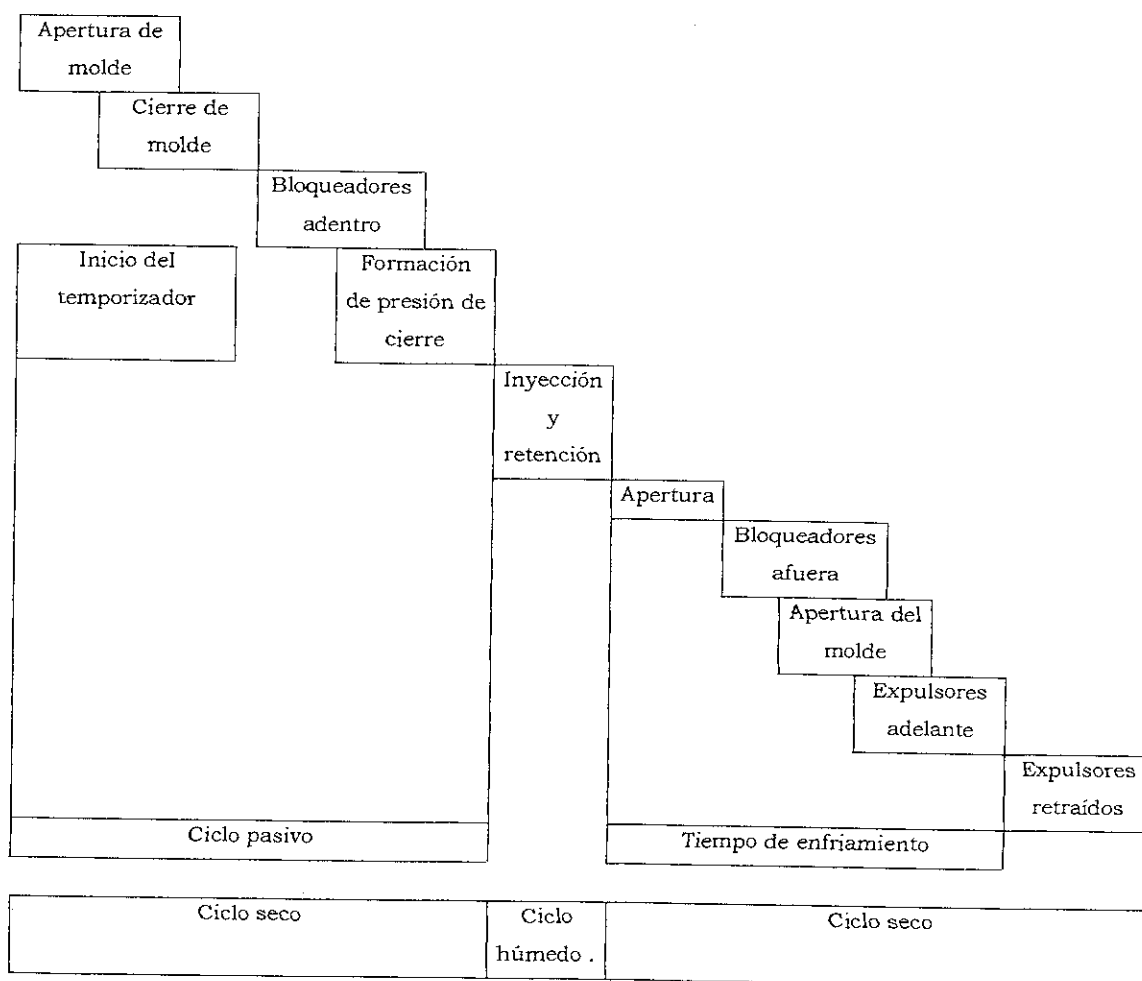 Apertura de
molde
Cierre de
molde
Bloqueadores
adentro
Inicio del
temporizador
Formación
de presión de
cierre
Inyección
y
retención
Apertura
Bloqueadores
afuera
Apertura del
molde
Expulsores
adelante
Expulsores
retraídos
Ciclo pasivo
Tiempo de enfriamiento
Ciclo seco
Ciclo
húmedo .
Ciclo seco